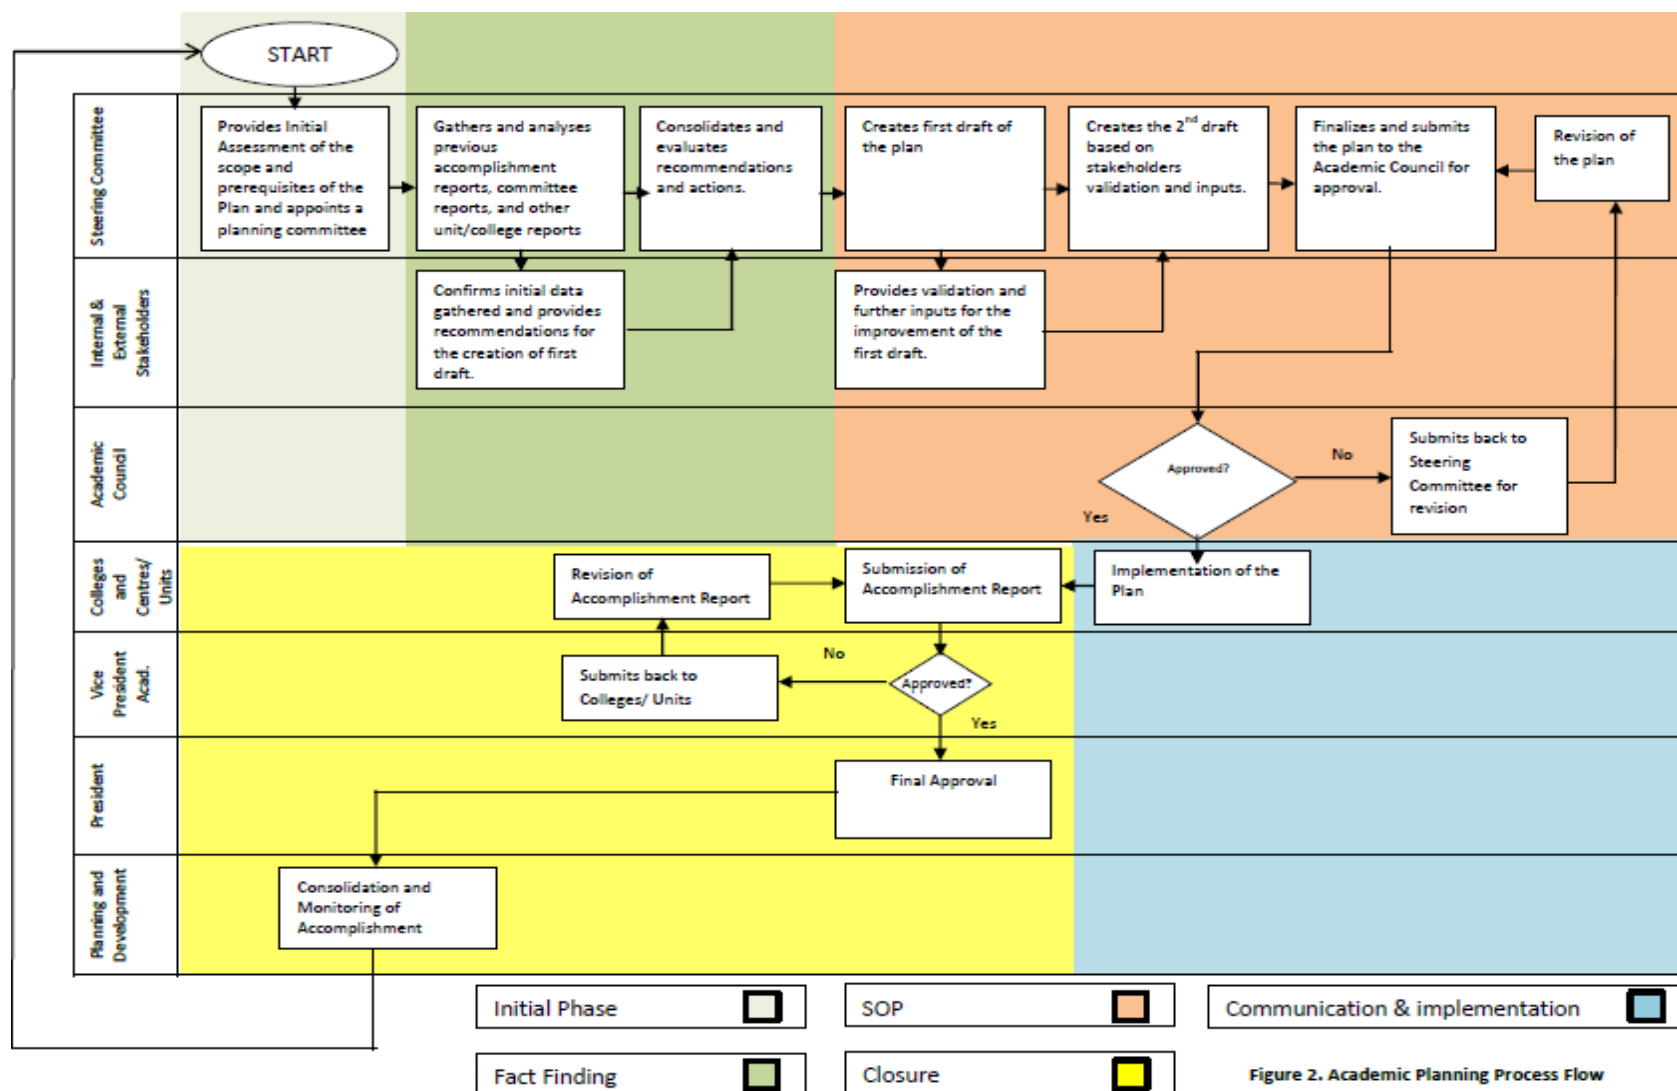 START
Steering Committee
Provides Initial
Assessment of the
scope and
prerequisites of the
Plan and appoints a
planning committee
Gathers and analyses
previous
accomplishment
reports, committee
reports, and other
unit/college reports
Consolidates and
evaluates
recommendations
and actions.
Creates first draft of
the plan
Creates the 2nd draft
based on
stakeholders
validation and inputs.
Finalizes and submits
the plan to the
Academic Council for
approval.
Revision of
the plan
Internal &
External
Stakeholders
Confirms initial data
gathered and provides
recommendations for
the creation of first
draft.
Provides validation and
further inputs for the
improvement of the
first draft.
Academic
Council
Approved?
No
Yes
Submits back to
Steering
Committee for
revision
Colleges
and
Centres/
Units
Revision of
Accomplishment Report
Submission of
Accomplishment Report
Implementation of the
Plan
Vice
President
Acad.
Submits back to
Colleges/ Units
No
Approved?
Yes
President
Final Approval
Planning and
Development
Consolidation and
Monitoring of
Accomplishment
Initial Phase
SOP
Communication & implementation
Fact Finding
Closure
Figure 2. Academic Planning Process Flow